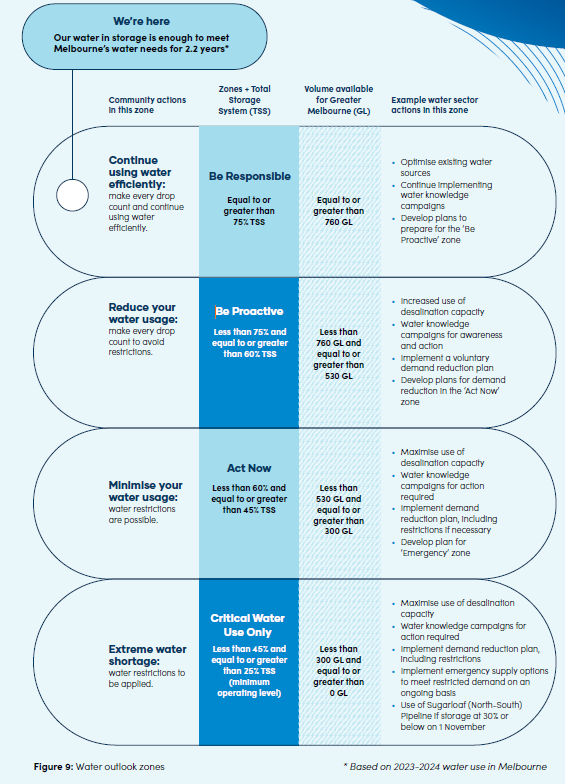 We're here
Our water in storage is enough to meet
Melbourne's water needs for 2.2 years*
Community actions
in this zone
Zones + Total
Storage
System (TSS)
Volume available
for Greater
Melbourne (GL)
Example water sector
actions in this zone
Continue
using water
efficiently:
make every drop
count and continue
using water
efficiently.
Be Responsible
Equal to or
greater than
75% TSS
Equal to or
greater than
760 GL
• Optimise existing water
sources
• Continue implementing
water knowledge
campaigns
• Develop plans to
prepare for the 'Be
Proactive' zone
Reduce your
water usage:
make every drop
count to avoid
restrictions.
Be Proactive
Less than 75% and
equal to or greater
than 60% TSS
Less than
760 GL and
equal to or
greater than
530 GL
• Increased use of
desalination capacity
• Water knowledge
campaigns for awareness
and action
• Implement a voluntary
demand reduction plan
• Develop plans for demand
reduction in the 'Act Now'
zone
Minimise your
water usage:
water restrictions
are possible.
Act Now
Less than 60% and
equal to or greater
than 45% TSS
Less than
530 GL and
equal to or
greater than
300 GL
• Maximise use of
desalination capacity
• Water knowledge
campaigns for action
required
• Implement demand
reduction plan, including
restrictions if necessary
• Develop plan for
'Emergency' zone
Extreme water
shortage:
water restrictions to
be applied.
Critical Water
Use Only
Less than 45% and
equal to or greater
than 25% TSS
(minimum
operating level)
Less than
300 GL and
equal to or
greater than
0 GL
• Maximise use of desalination
capacity
• Water knowledge campaigns for
action required
• Implement demand reduction plan,
including restrictions
• Implement emergency supply options
to meet restricted demand on an
ongoing basis
• Use of Sugarloaf (North-South)
Pipeline if storage at 30% or
below on 1 November
Figure 9: Water outlook zones
* Based on 2023–2024 water use in Melbourne